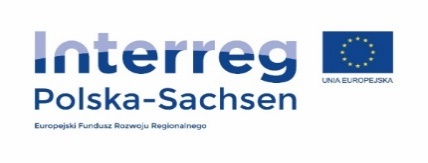 Interreg
UNIA EUROPEJSKA
Polska-Sachsen
Europejski Fundusz Rozwoju Regionalnego